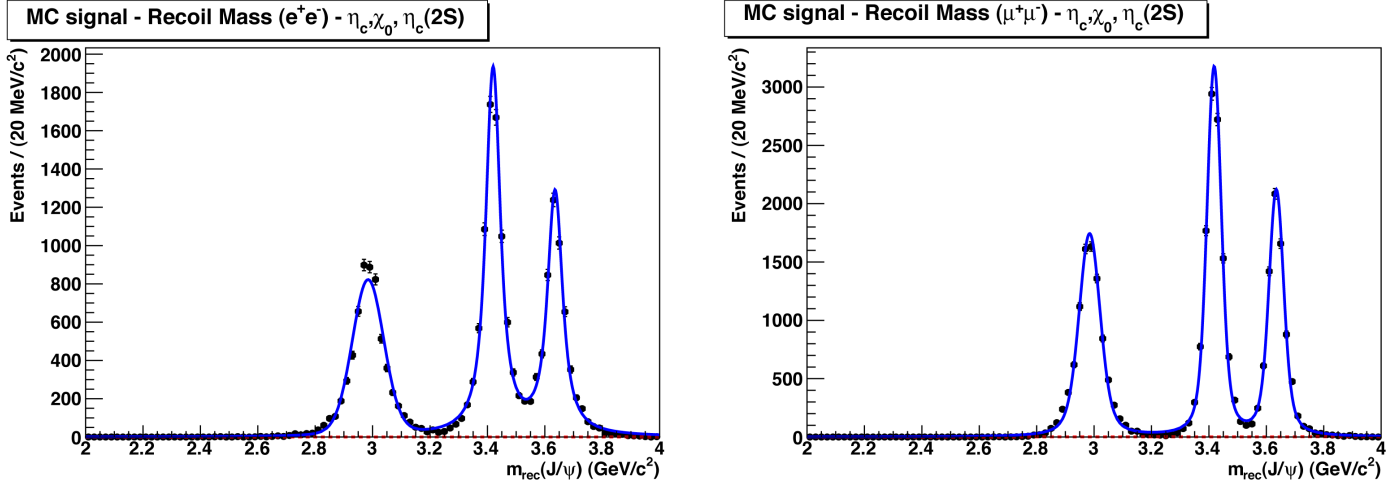 MC signal - Recoil Mass (e⁺e⁻) - η_c,χ_0, η_c(2S)
Events / (20 MeV/c²)
2000
1800
1600
1400
1200
1000
800
600
400
200
0
2 2.2 2.4 2.6 2.8 3 3.2 3.4 3.6 3.8 4
m_rec(J/ψ) (GeV/c²)
MC signal - Recoil Mass (μ⁺μ⁻) - η_c,χ_0, η_c(2S)
Events / (20 MeV/c²)
3000
2500
2000
1500
1000
500
0
2 2.2 2.4 2.6 2.8 3 3.2 3.4 3.6 3.8 4
m_rec(J/ψ) (GeV/c²)